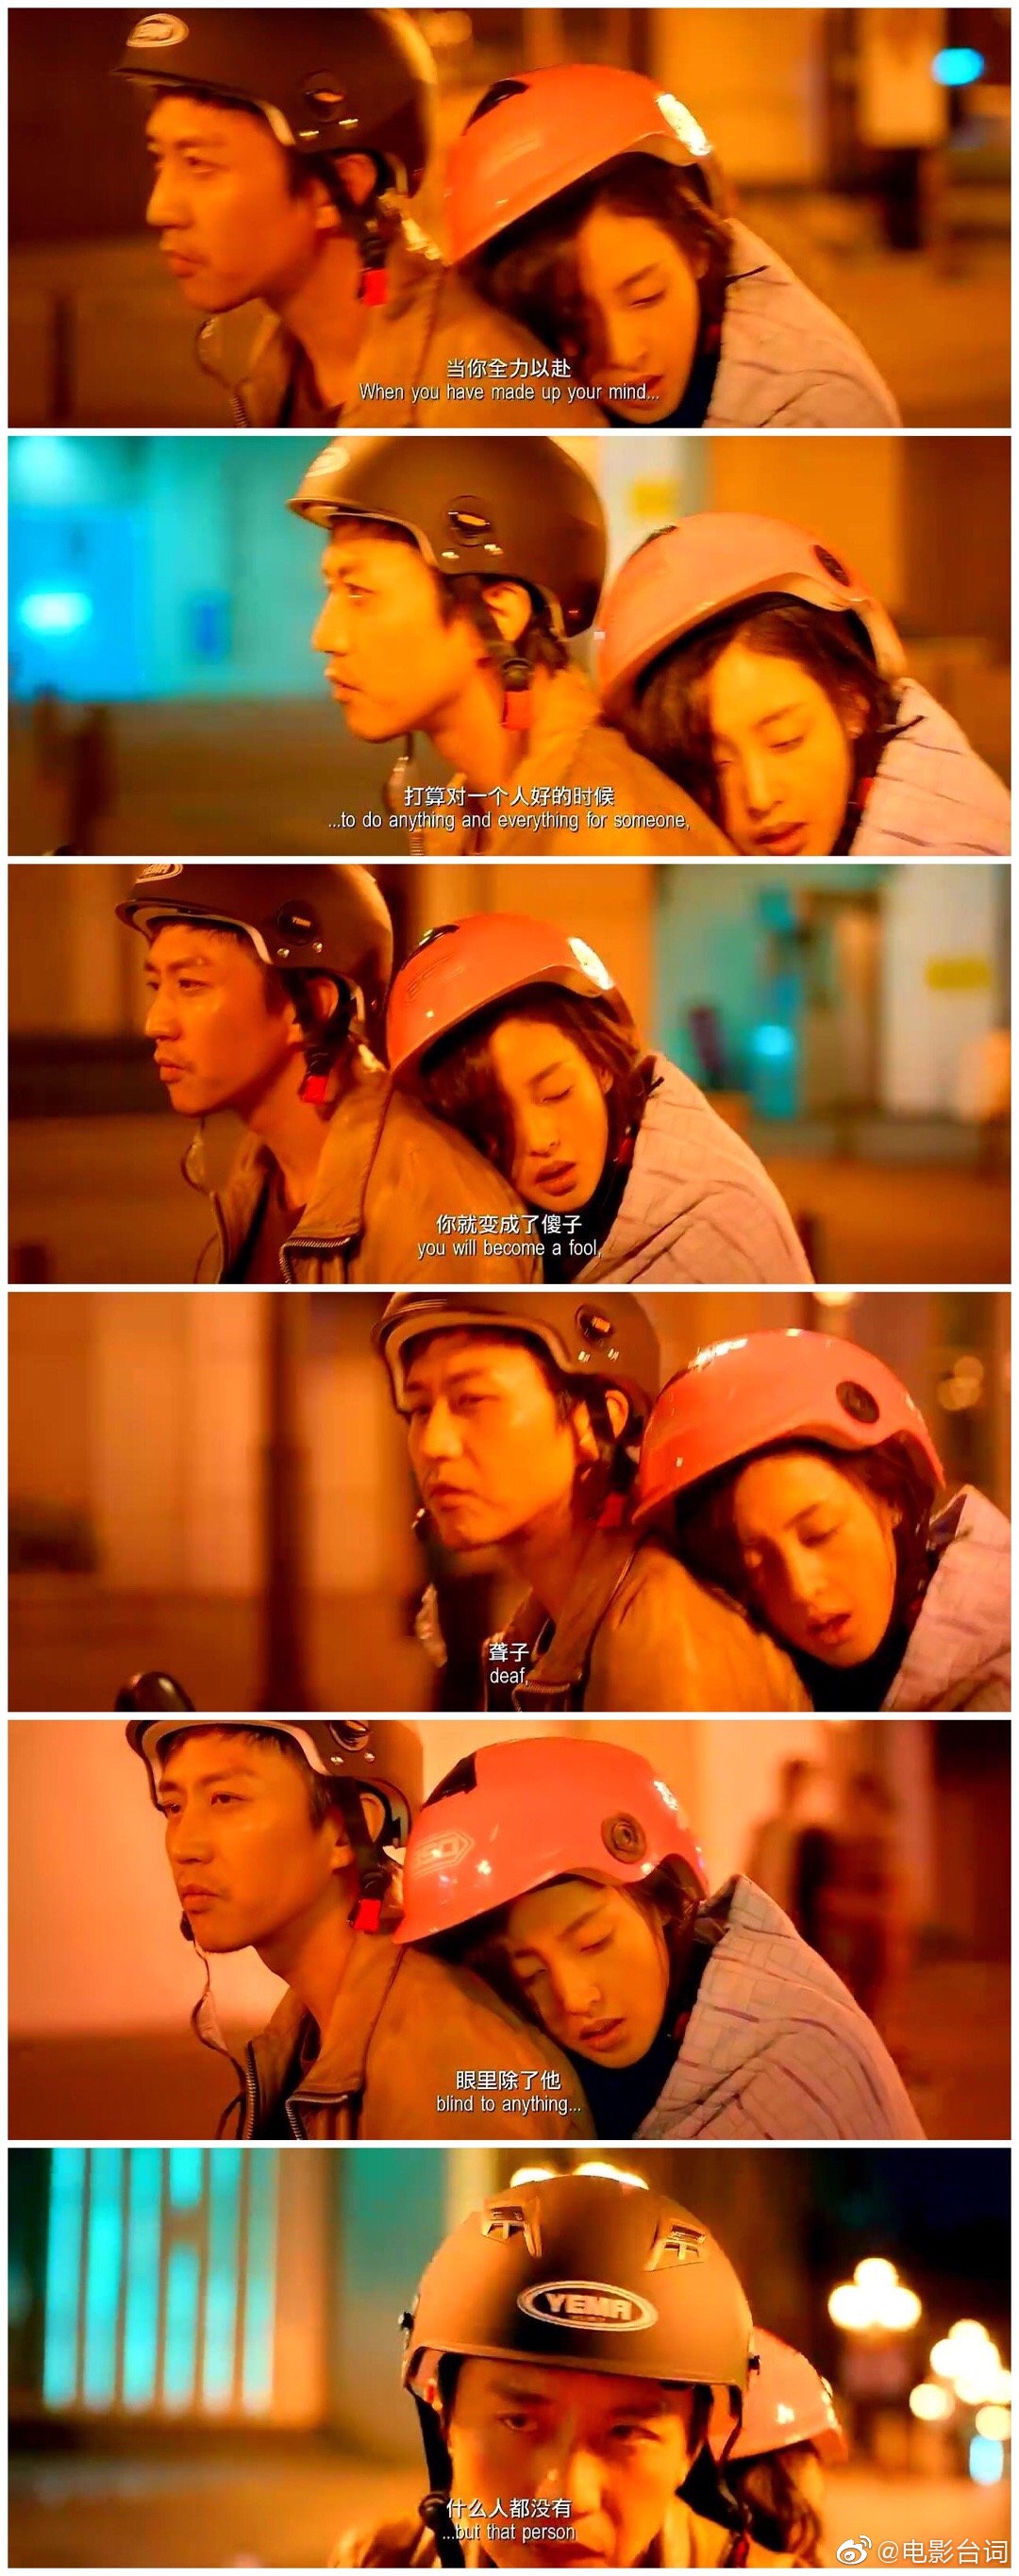 当你全力以赴
When you have made up your mind...
打算对一个人好的时候
...to do anything and everything for someone,
YEMA
YEMA
你就变成了傻子
you will become a fool,
聋子
deaf,
眼里除了他
blind to anything...
YEMA
什么人都没有
...but that person
@电影台词